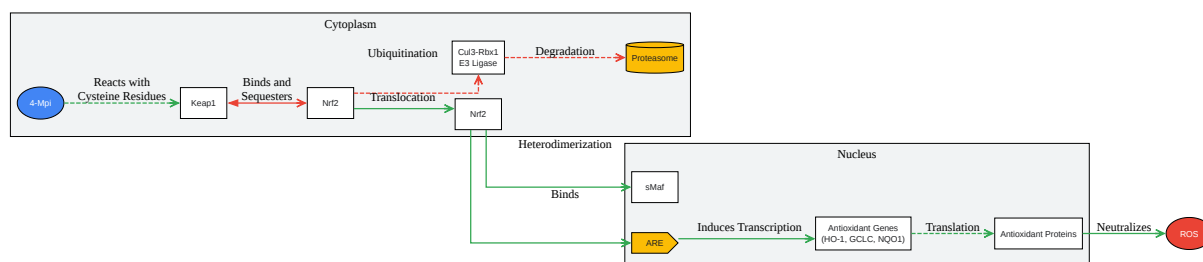 Cytoplasm
Ubiquitination
Cul3-Rbx1
E3 Ligase
Degradation
Proteasome
4-Mpi
Reacts with
Cysteine Residues
Keap1
Binds and
Sequesters
Nrf2
Translocation
Nrf2
Heterodimerization
Nucleus
sMaf
Binds
ARE
Induces Transcription
Antioxidant Genes
(HO-1, GCLC, NQO1)
Translation
Antioxidant Proteins
Neutralizes
ROS